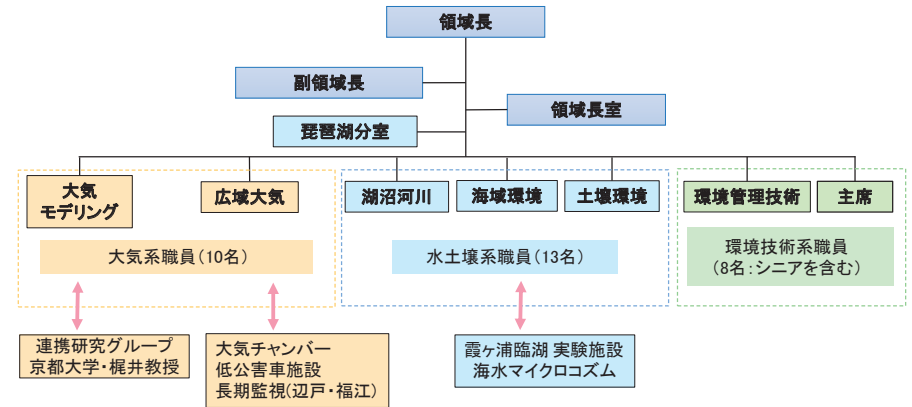 領域長
副領域長
領域長室
琵琶湖分室
大気
モデリング
広域大気
湖沼河川
海域環境
土壌環境
環境管理技術
主席
大気系職員(10名)
水土壌系職員(13名)
環境技術系職員
(8名:シニアを含む)
連携研究グループ
京都大学・梶井教授
大気チャンバー
低公害車施設
長期監視(辺戸・福江)
霞ヶ浦臨湖 実験施設
海水マイクロコズム